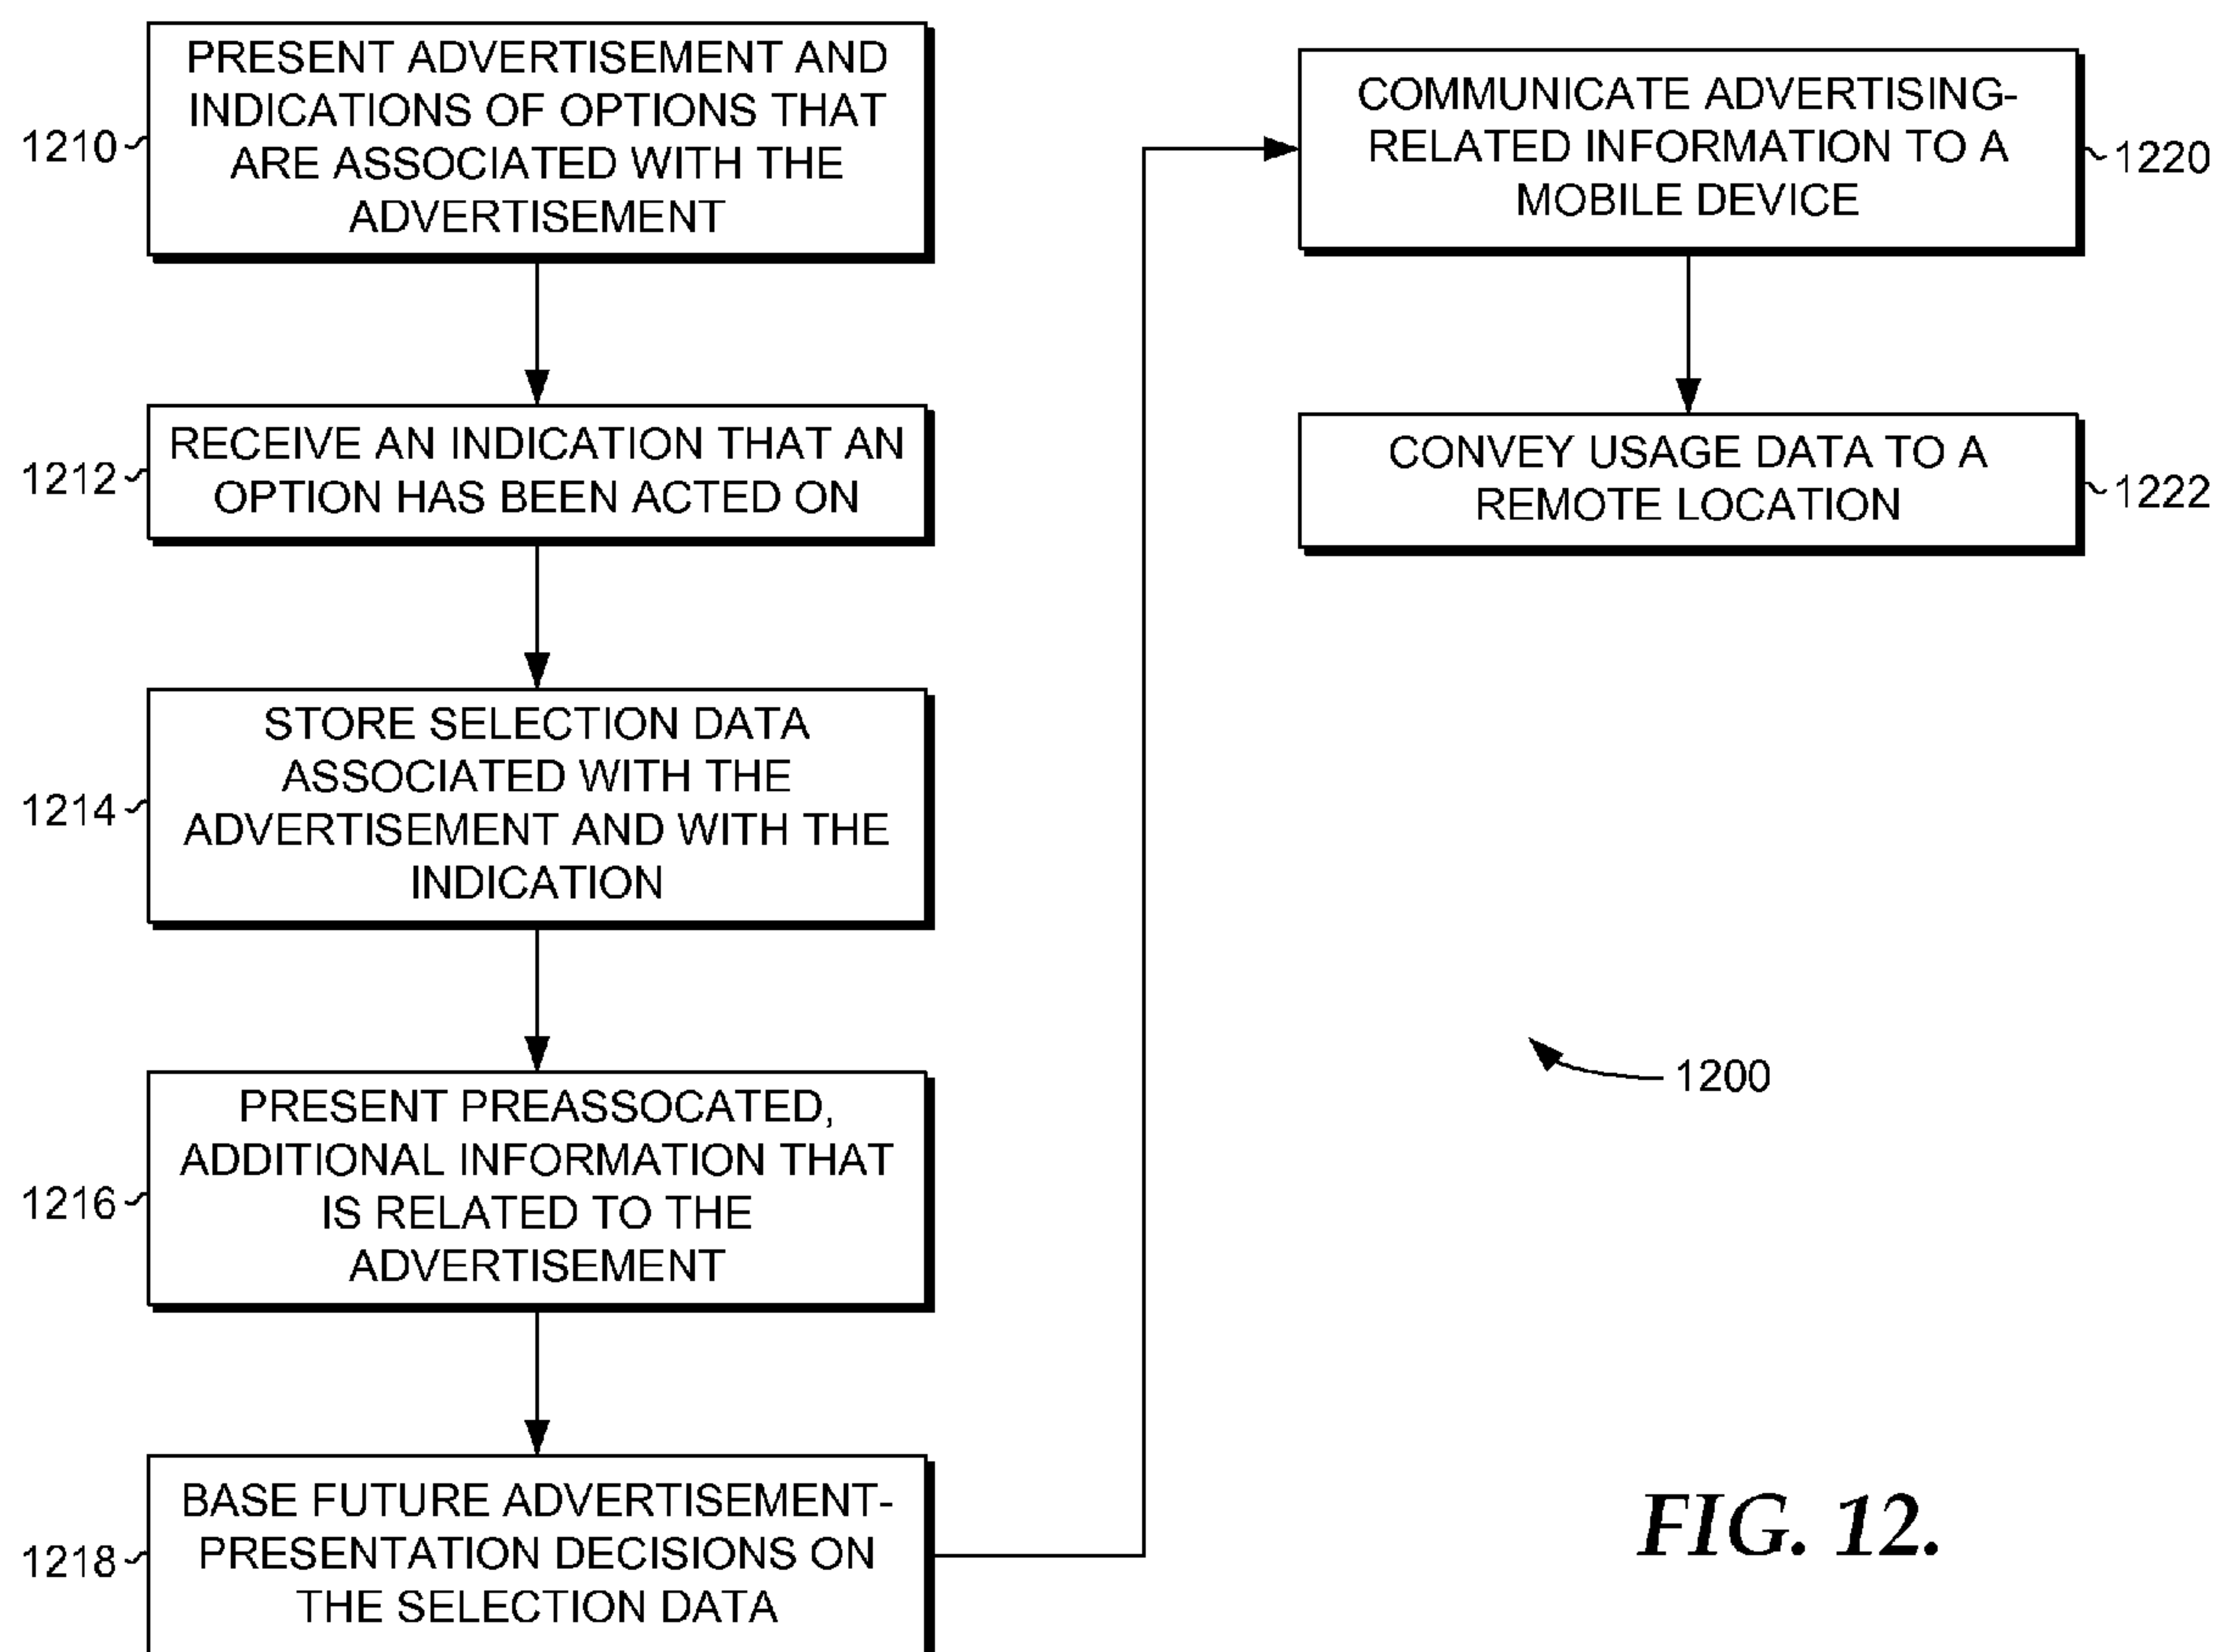 1210
PRESENT ADVERTISEMENT AND
INDICATIONS OF OPTIONS THAT
ARE ASSOCIATED WITH THE
ADVERTISEMENT
1212
RECEIVE AN INDICATION THAT AN
OPTION HAS BEEN ACTED ON
1214
STORE SELECTION DATA
ASSOCIATED WITH THE
ADVERTISEMENT AND WITH THE
INDICATION
1216
PRESENT PREASSOCATED,
ADDITIONAL INFORMATION THAT
IS RELATED TO THE
ADVERTISEMENT
1218
BASE FUTURE ADVERTISEMENT-
PRESENTATION DECISIONS ON
THE SELECTION DATA
COMMUNICATE ADVERTISING-
RELATED INFORMATION TO A
MOBILE DEVICE
1220
CONVEY USAGE DATA TO A
REMOTE LOCATION
1222
1200
FIG. 12.